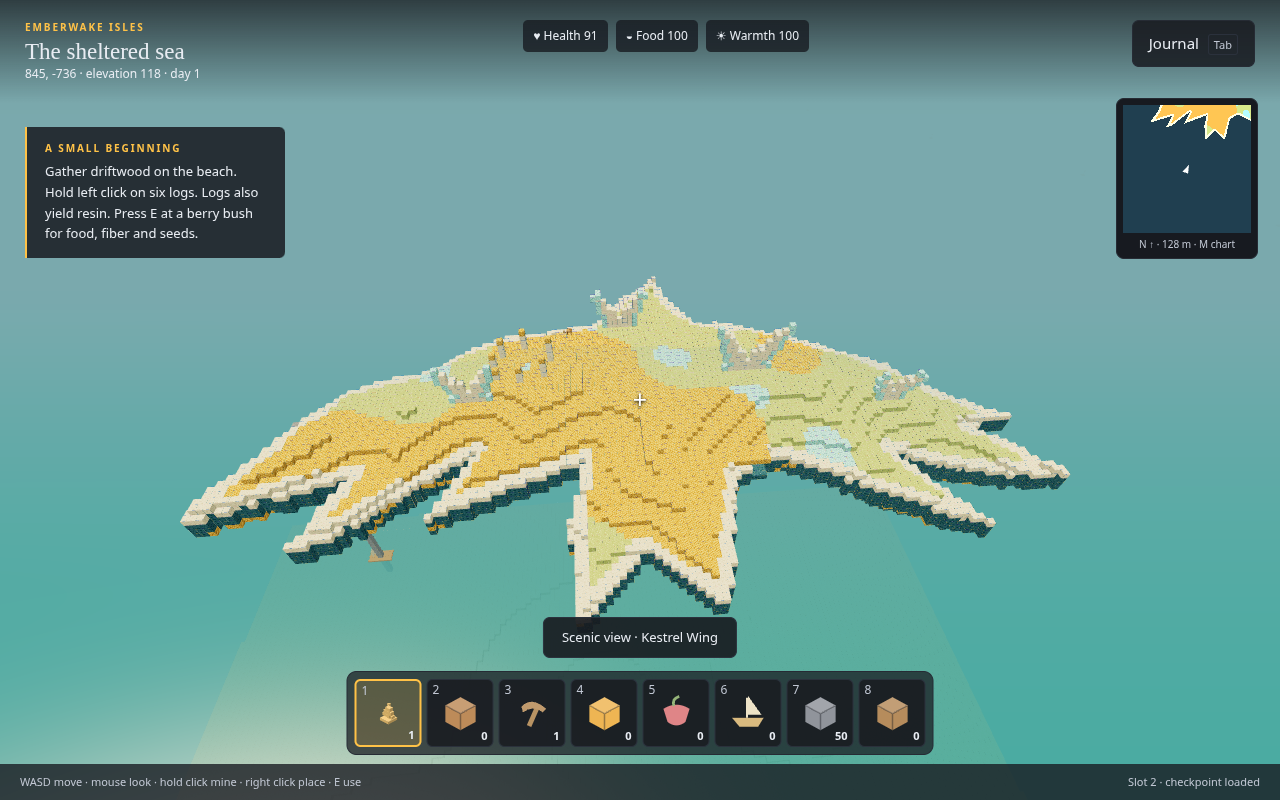 EMBERWAKE ISLES
The sheltered sea
845, -736 · elevation 118 · day 1
♥ Health 91
Food 100
☀ Warmth 100
Journal Tab
A SMALL BEGINNING
Gather driftwood on the beach.
Hold left click on six logs. Logs also
yield resin. Press E at a berry bush
for food, fiber and seeds.
N ↑ · 128 m · M chart
Scenic view · Kestrel Wing
1
1
2
0
3
1
4
0
5
0
6
0
7
50
8
0
WASD move · mouse look · hold click mine · right click place · E use
Slot 2 · checkpoint loaded